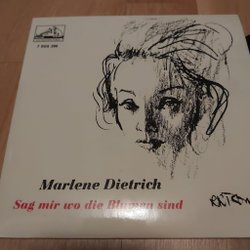 Marlene Dietrich
Sag mir wo die Blumen sind